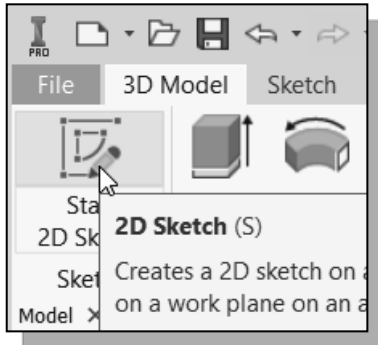 PRO
File 3D Model Sketch
Sta
2D Sk
2D Sketch (S)
Sket
Creates a 2D sketch on a
on a work plane on an a
Model